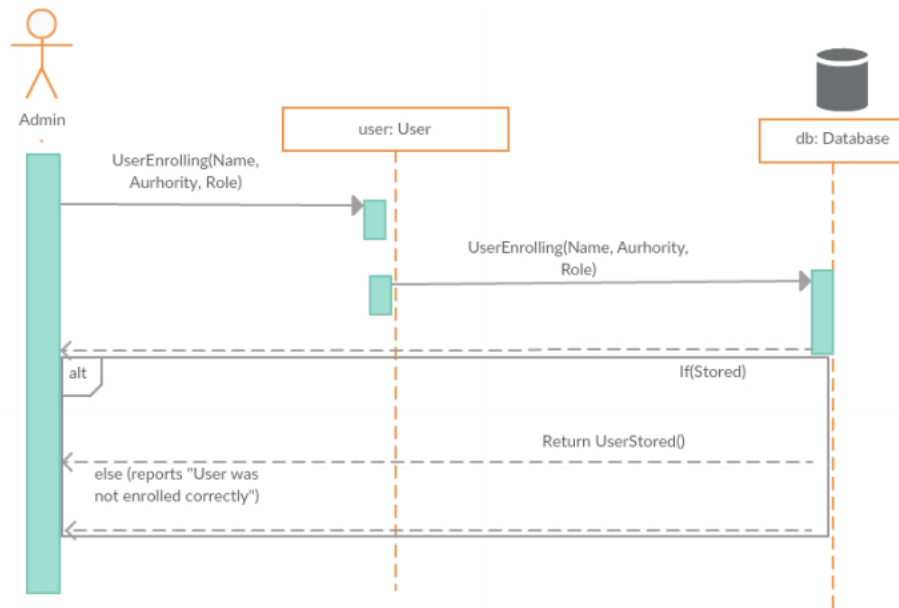 Admin
user: User
db: Database
UserEnrolling(Name,
Aurhority, Role)
UserEnrolling(Name, Aurhority,
Role)
alt
If(Stored)
Return UserStored()
else (reports "User was
not enrolled correctly")